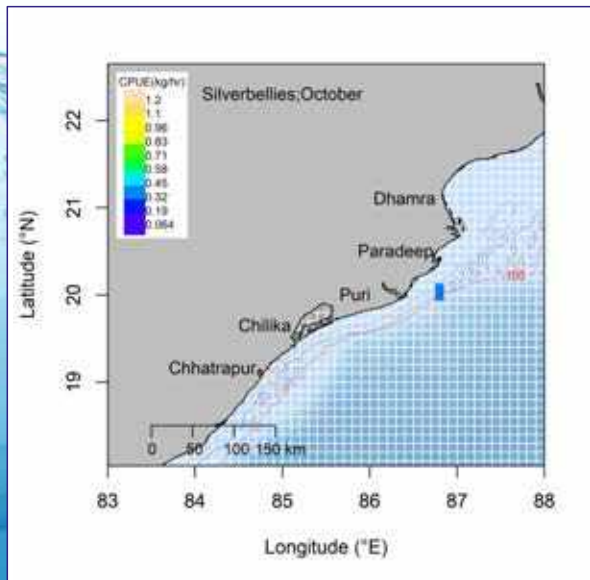 CPUE(kg/hr)
1.2
1.1
0.96
0.83
0.71
0.58
0.45
0.32
0.19
0.064
Silverbellies;October
Dhamra
Paradeep
100
Puri
Chilika
Chhatrapur
0 50 100 150 km
22
21
20
19
Latitude (°N)
83 84 85 86 87 88
Longitude (°E)